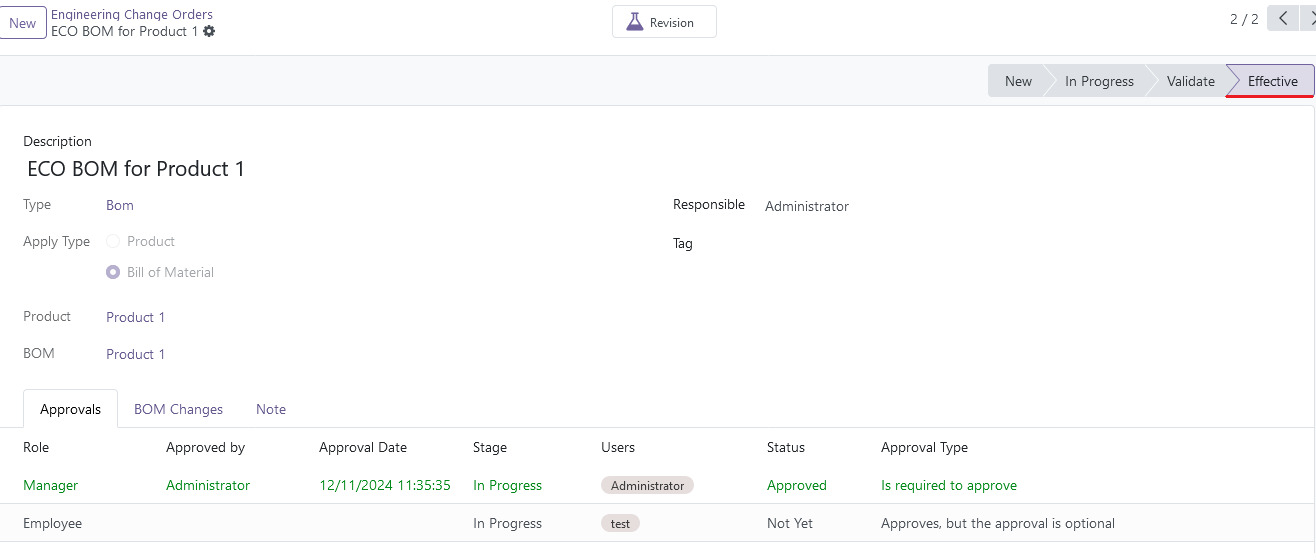 New
Engineering Change Orders
ECO BOM for Product 1
Revision
2 / 2
New In Progress Validate Effective
Description
ECO BOM for Product 1
Type Bom
Responsible Administrator
Apply Type Product
Tag
Bill of Material
Product Product 1
BOM Product 1
Approvals BOM Changes Note
Role Approved by Approval Date Stage Users Status Approval Type
Manager Administrator 12/11/2024 11:35:35 In Progress Administrator Approved Is required to approve
Employee In Progress test Not Yet Approves, but the approval is optional